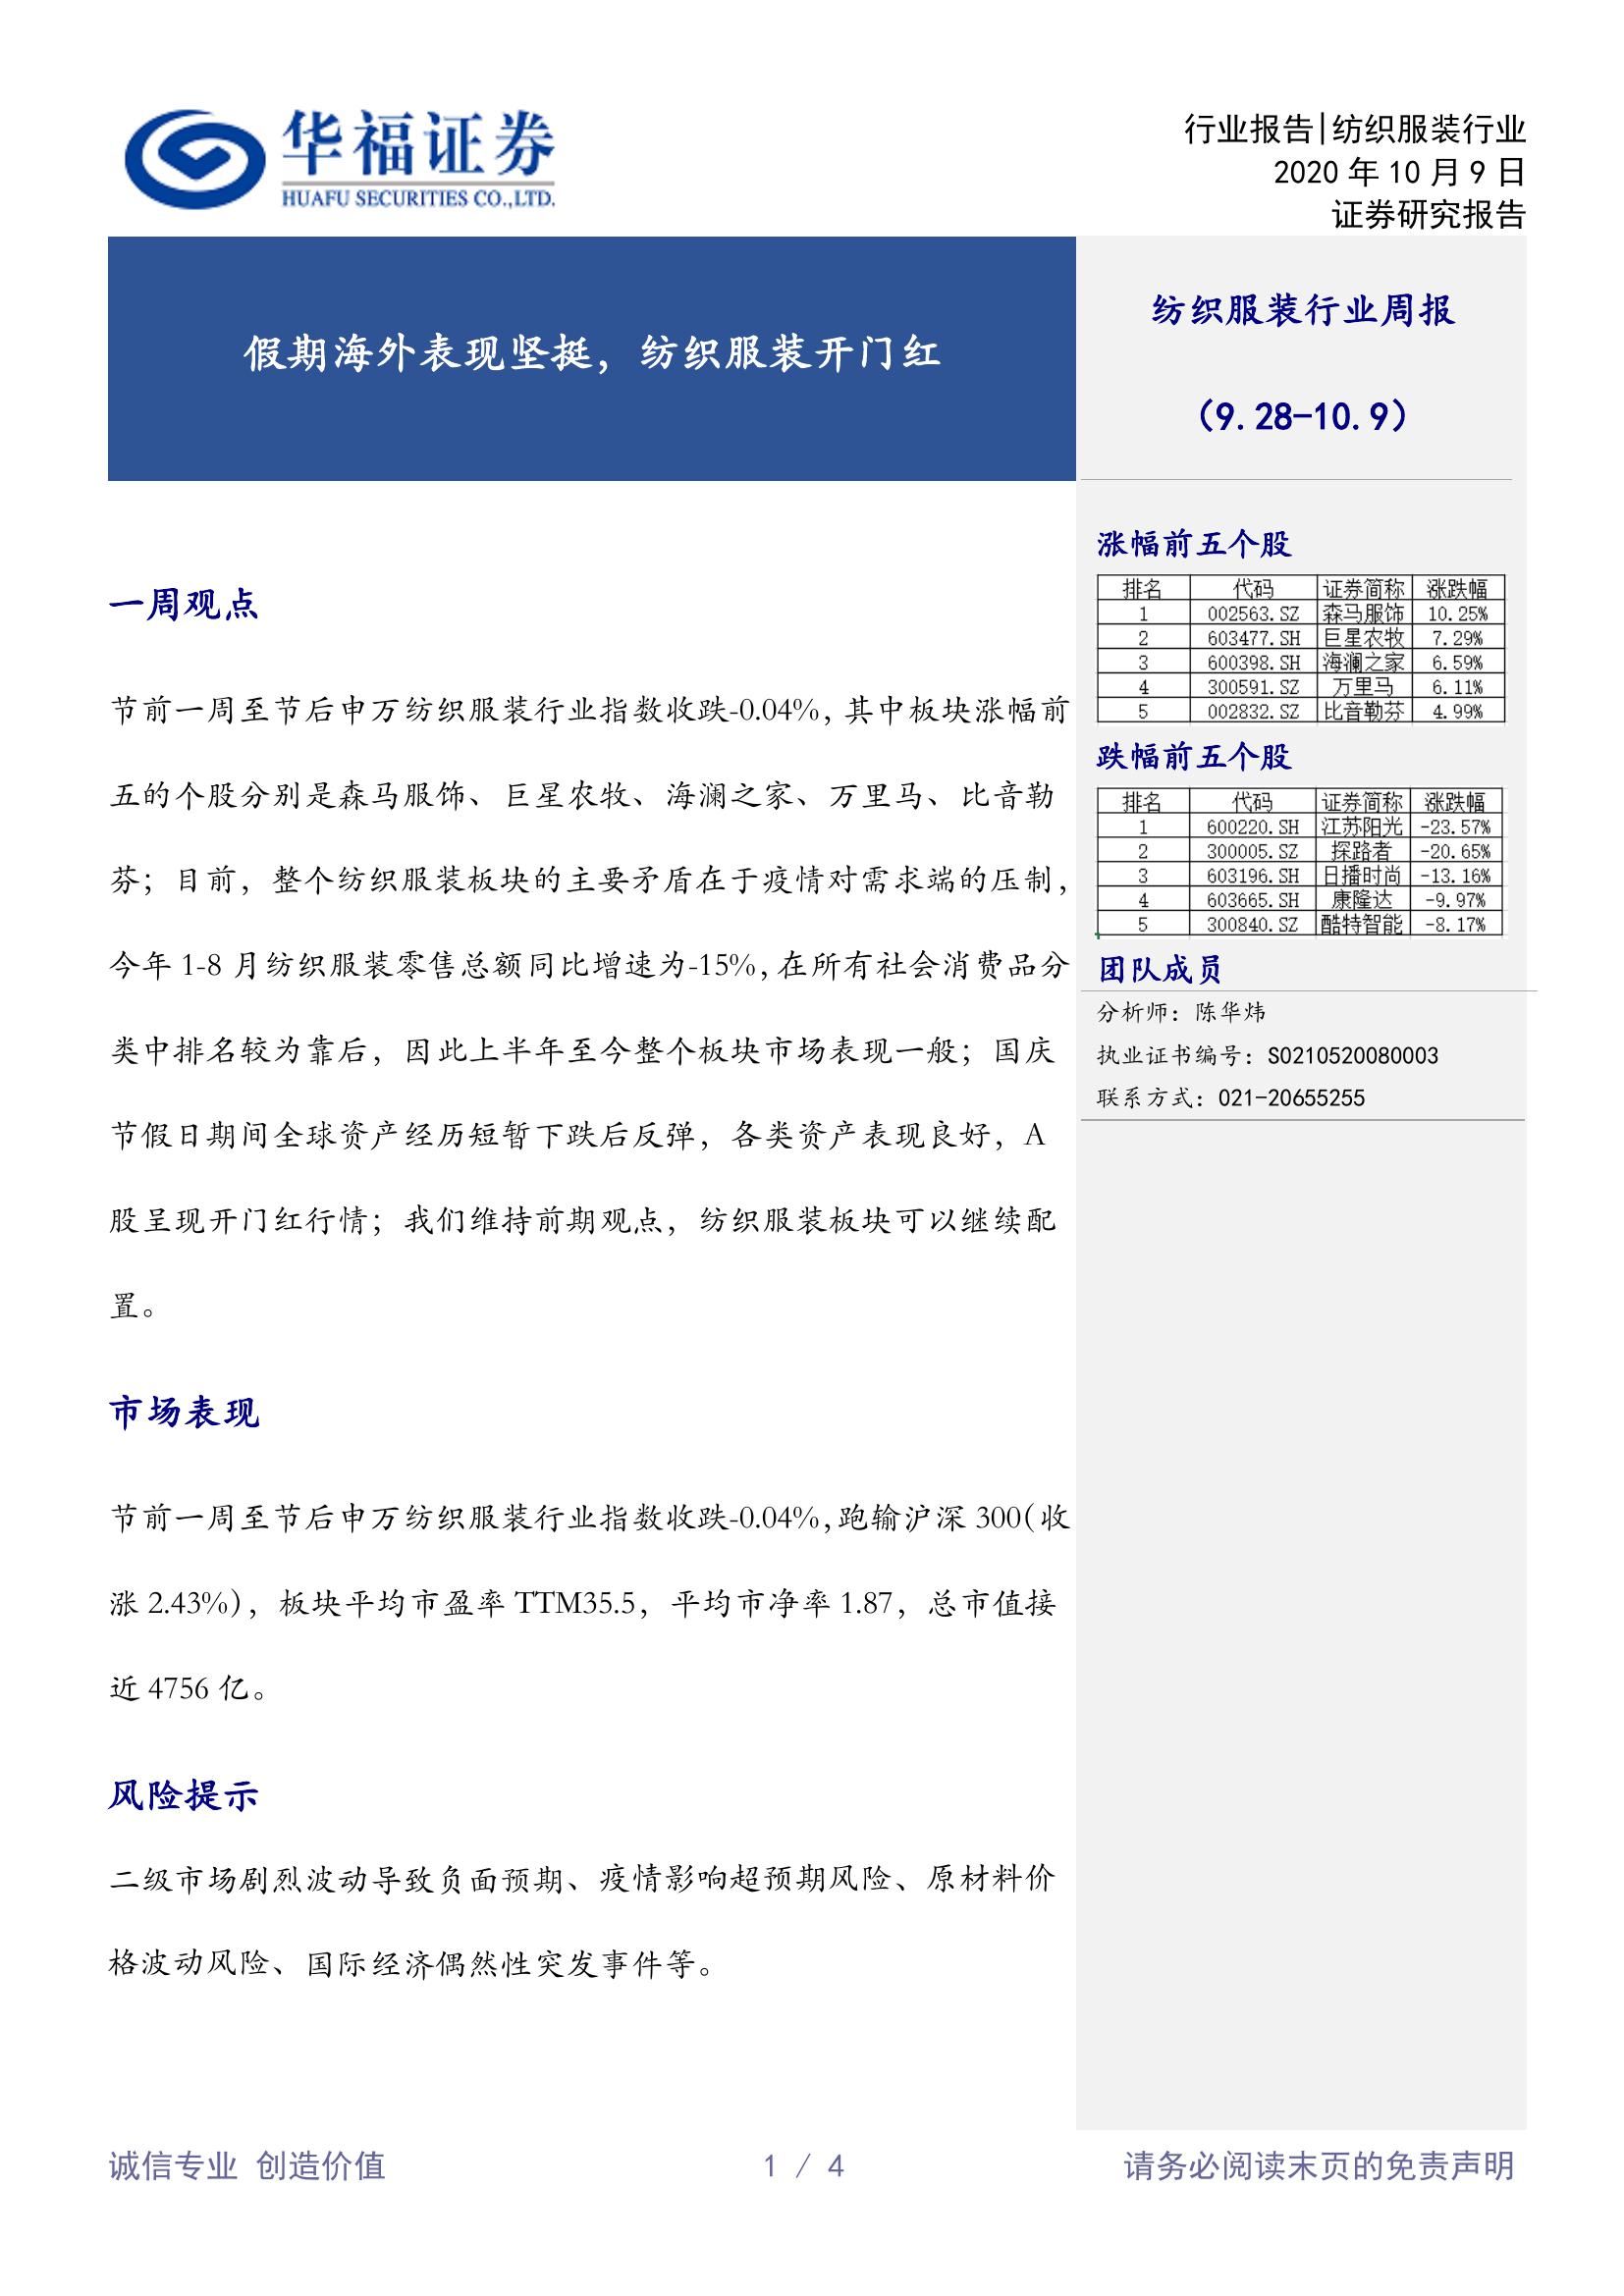 华福证券
HUAFU SECURITIES CO.,LTD.
行业报告|纺织服装行业
2020 年 10 月 9 日
证券研究报告
假期海外表现坚挺，纺织服装开门红
纺织服装行业周报
（9.28-10.9）
一周观点
节前一周至节后申万纺织服装行业指数收跌-0.04%，其中板块涨幅前
五的个股分别是森马服饰、巨星农牧、海澜之家、万里马、比音勒
芬；目前，整个纺织服装板块的主要矛盾在于疫情对需求端的压制，
今年 1-8 月纺织服装零售总额同比增速为-15%，在所有社会消费品分
类中排名较为靠后，因此上半年至今整个板块市场表现一般；国庆
节假日期间全球资产经历短暂下跌后反弹，各类资产表现良好，A
股呈现开门红行情；我们维持前期观点，纺织服装板块可以继续配
置。
市场表现
节前一周至节后申万纺织服装行业指数收跌-0.04%，跑输沪深 300（收
涨 2.43%），板块平均市盈率 TTM35.5，平均市净率 1.87，总市值接
近 4756 亿。
风险提示
二级市场剧烈波动导致负面预期、疫情影响超预期风险、原材料价
格波动风险、国际经济偶然性突发事件等。
涨幅前五个股
排名 代码 证券简称 涨跌幅
1 002563.SZ 森马服饰 10.25%
2 603477.SH 巨星农牧 7.29%
3 600398.SH 海澜之家 6.59%
4 300591.SZ 万里马 6.11%
5 002832.SZ 比音勒芬 4.99%
跌幅前五个股
排名 代码 证券简称 涨跌幅
1 600220.SH 江苏阳光 -23.57%
2 300005.SZ 探路者 -20.65%
3 603196.SH 日播时尚 -13.16%
4 603665.SH 康隆达 -9.97%
5 300840.SZ 酷特智能 -8.17%
团队成员
分析师：陈华炜
执业证书编号：S0210520080003
联系方式：021-20655255
诚信专业 创造价值
1 / 4
请务必阅读末页的免责声明